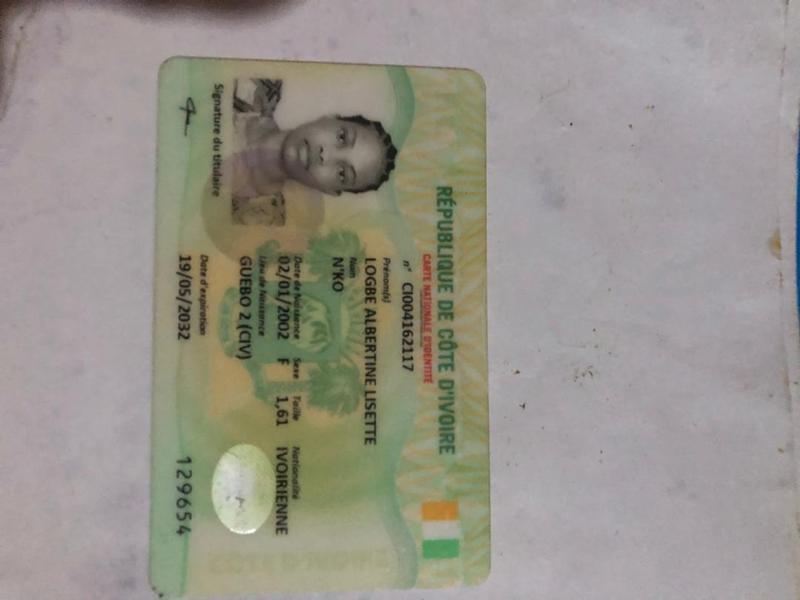 RÉPUBLIQUE DE CÔTE D'IVOIRE
CARTE NATIONALE D'IDENTITÉ
n° CI004162117
Prénom(s)
LOGBE ALBERTINE LISETTE
Nom
N'KO
Date de Naissance Sexe Taille Nationalité
02/01/2002 F 1,61 IVOIRIENNE
Lieu de Naissance
GUEBO 2 (CIV)
Signature du titulaire
Date d'expiration
19/05/2032
129654